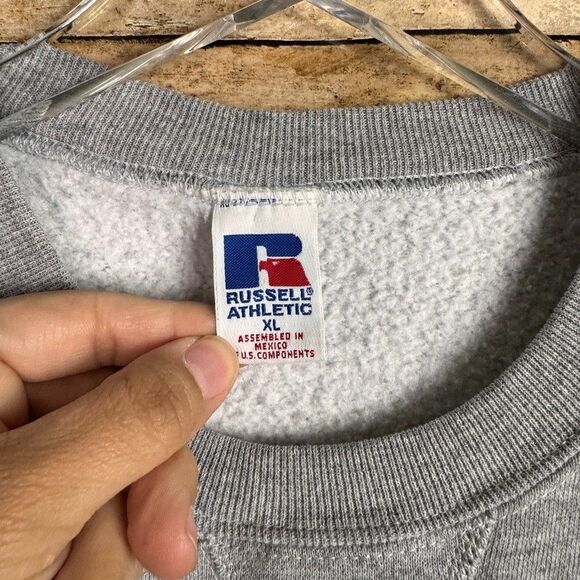 R
RUSSELL®
ATHLETIC
XL
ASSEMBLED IN
MEXICO
U.S. COMPONENTS